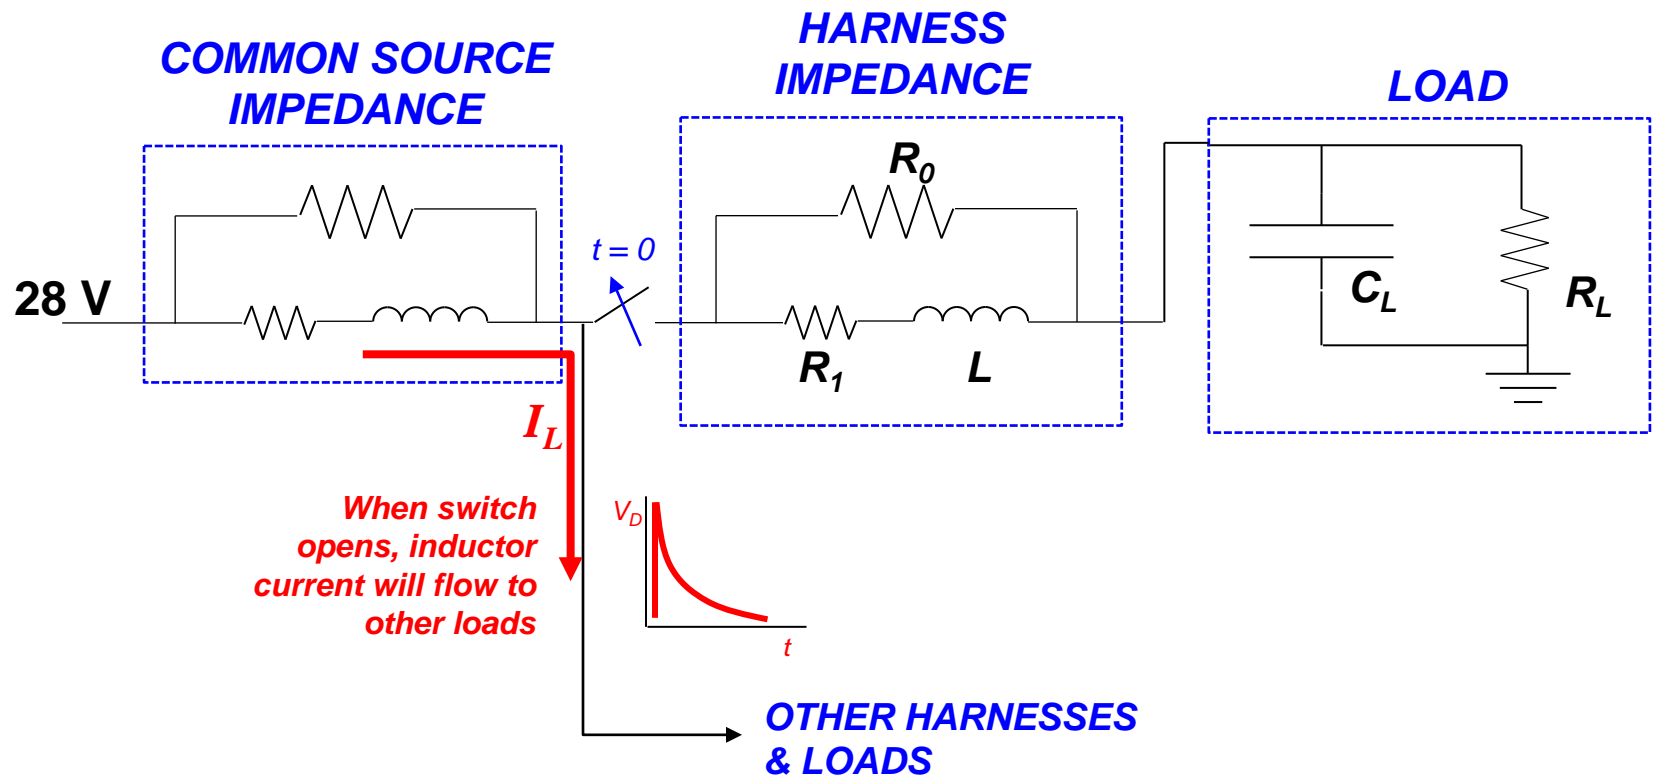 COMMON SOURCE
IMPEDANCE
HARNESS
IMPEDANCE
LOAD
R0
t = 0
28 V
CL
RL
R1
L
IL
When switch
opens, inductor
current will flow to
other loads
VD
t
OTHER HARNESSES
& LOADS